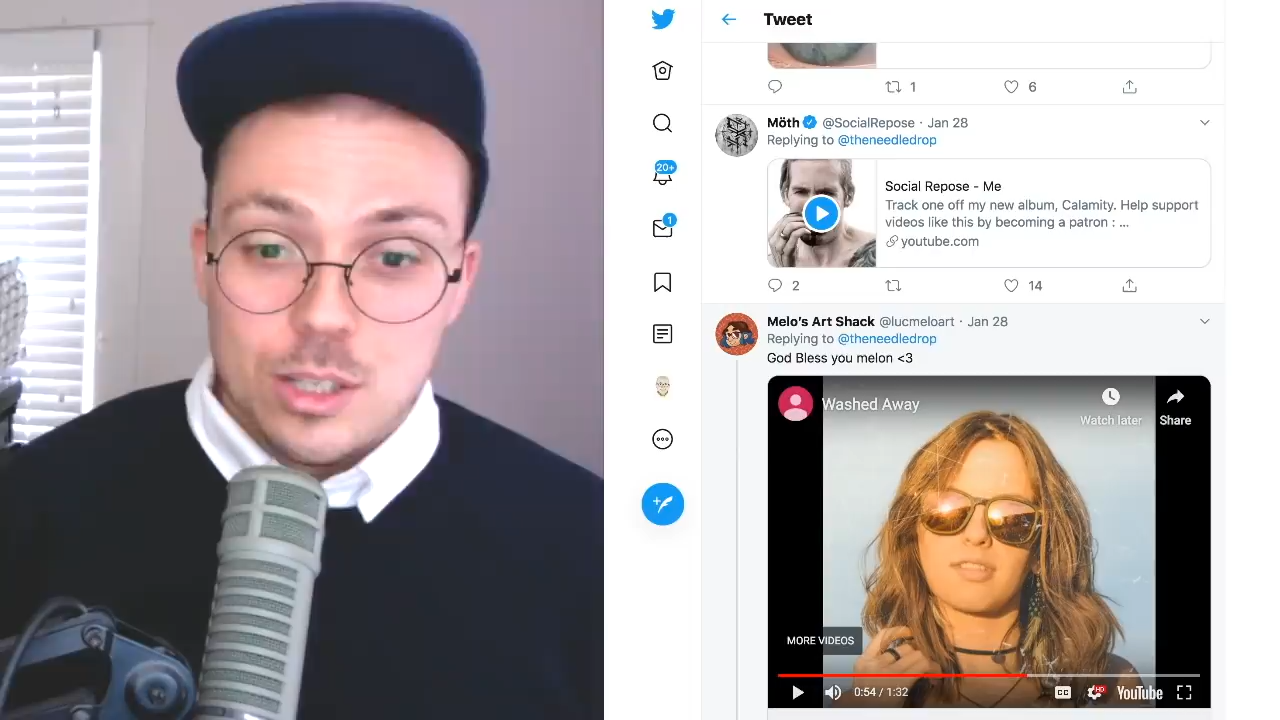 Tweet
1
6
20+
1
Möth @SocialRepose · Jan 28
Replying to @theneedledrop
Social Repose - Me
Track one off my new album, Calamity. Help support
videos like this by becoming a patron : ...
youtube.com
2
14
Melo's Art Shack @lucmeloart · Jan 28
Replying to @theneedledrop
God Bless you melon <3
Washed Away
Watch later
Share
MORE VIDEOS
0:54 / 1:32
CC
HD
YouTube